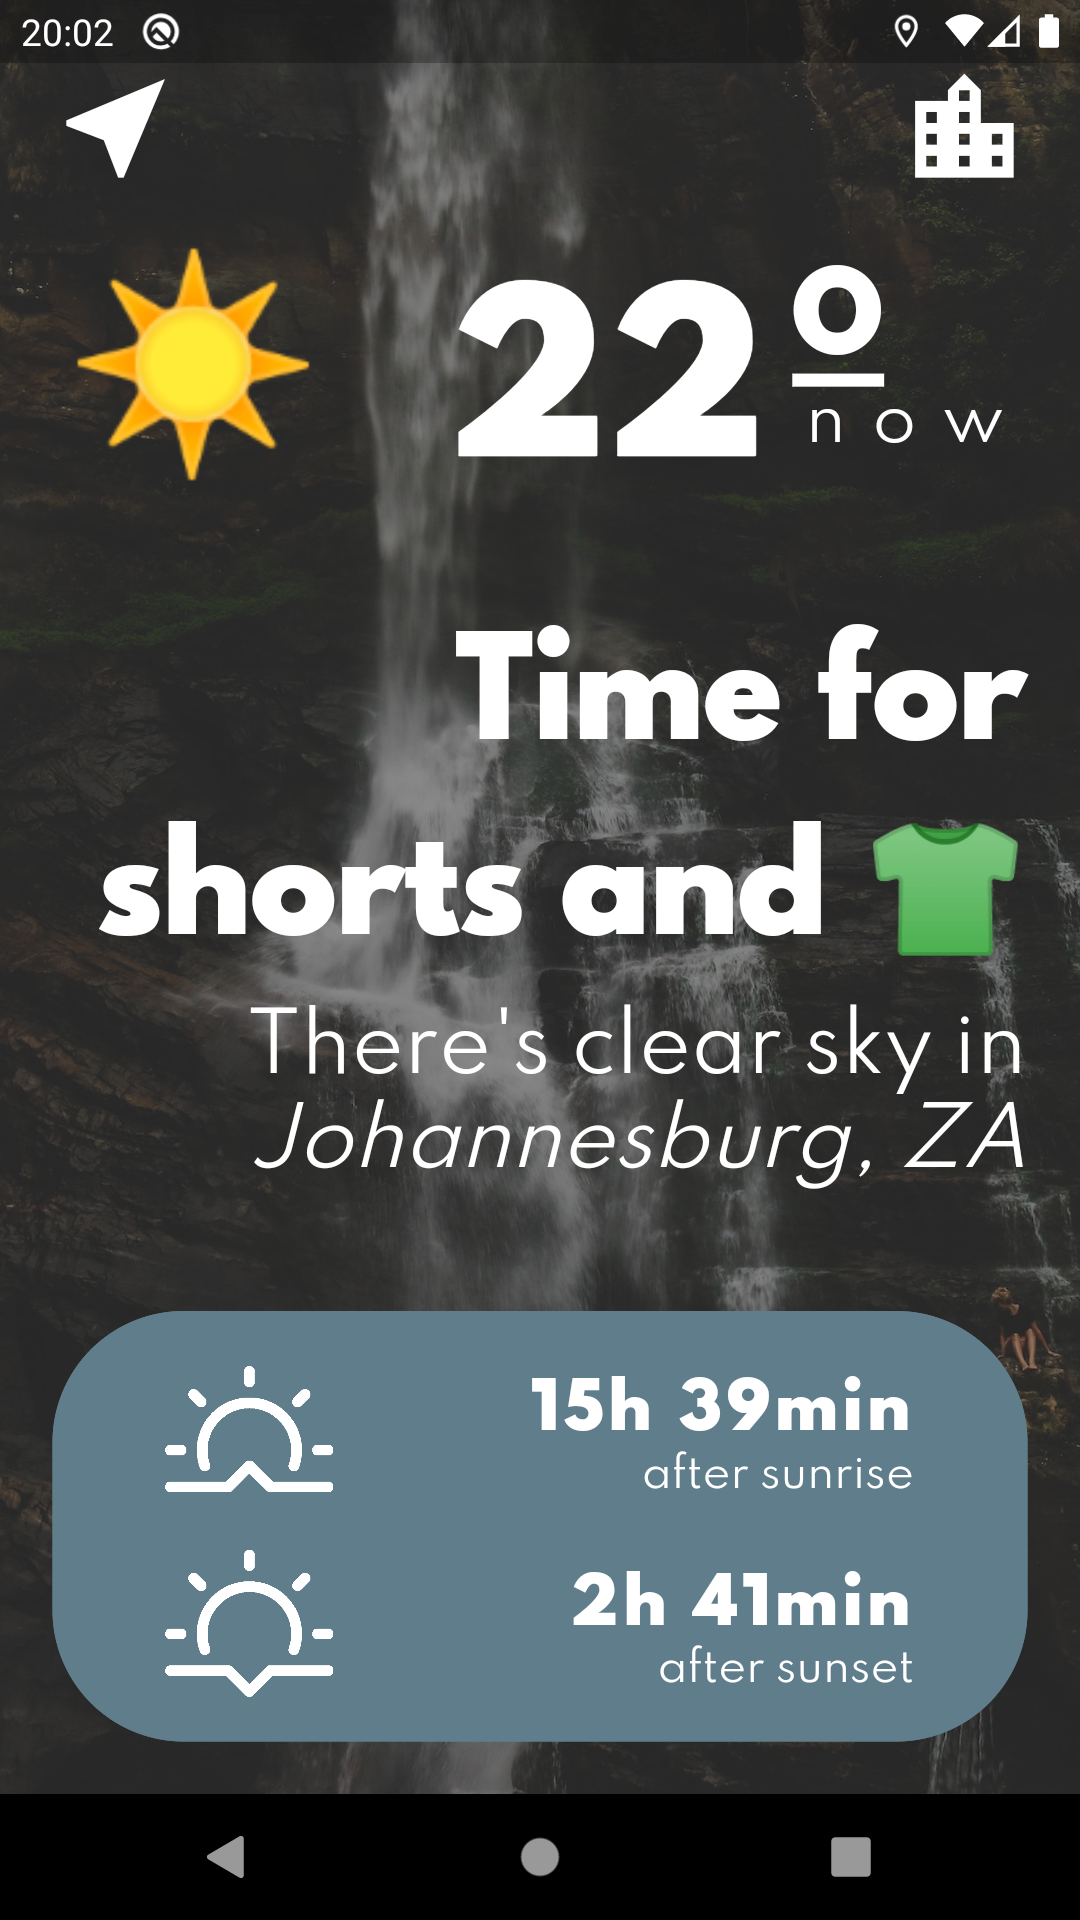 20:02
22º
now
Time for
shorts and 👕
There's clear sky in
Johannesburg, ZA
15h 39min
after sunrise
2h 41min
after sunset